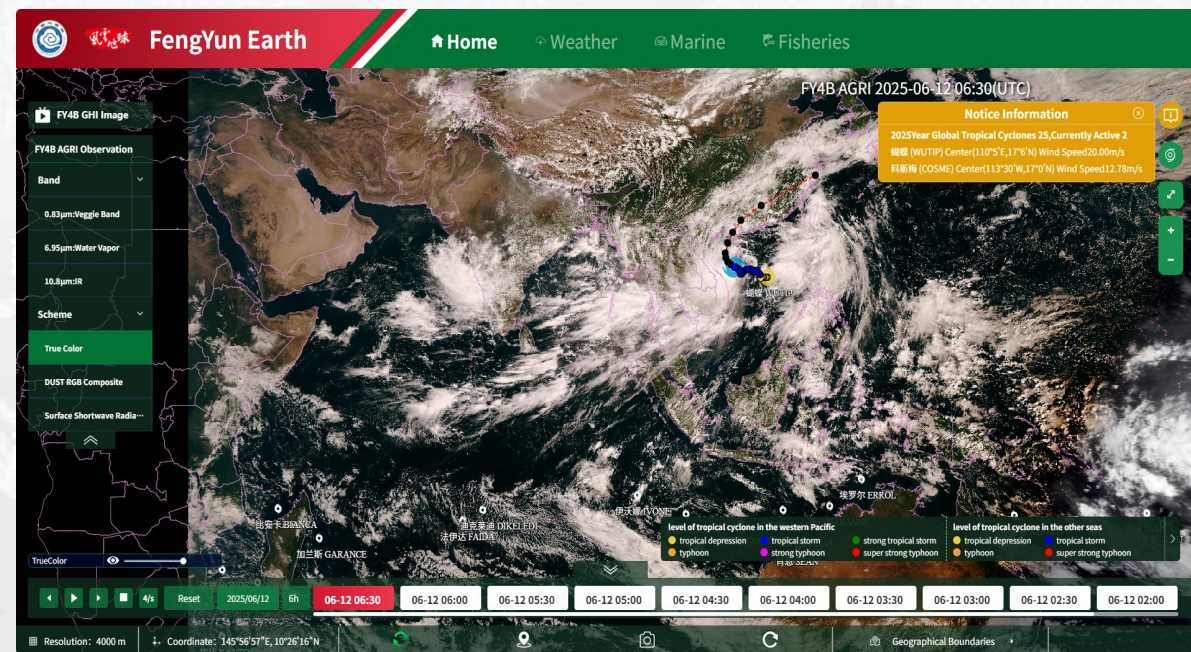 风云地球 FengYun Earth
Home
Weather
Marine
Fisheries
FY4B AGRI 2025-06-12 06:30(UTC)
FY4B GHI Image
FY4B AGRI Observation
Band
0.83μm:Veggie Band
6.95μm:Water Vapor
10.8μm:IR
Scheme
True Color
DUST RGB Composite
Surface Shortwave Radia···
Notice Information
2025Year Global Tropical Cyclones 25,Currently Active 2
蝴蝶 (WUTIP) Center(110°5'E,17°6'N) Wind Speed20.00m/s
科斯梅 (COSME) Center(113°30'W,17°0'N) Wind Speed12.78m/s
+
-
蝴蝶 WUTIP
埃罗尔 ERROL
伊沃娜 IVONE
比安卡 BIANCA
迪克莱迪 DIKELEDI
法伊达 FAIDA
加兰斯 GARANCE
肖恩 SEAN
level of tropical cyclone in the western Pacific
tropical depression
tropical storm
strong tropical storm
typhoon
strong typhoon
super strong typhoon
level of tropical cyclone in the other seas
tropical depression
tropical storm
typhoon
super strong typhoon
TrueColor
4/s
Reset
2025/06/12
6h
06-12 06:30
06-12 06:00
06-12 05:30
06-12 05:00
06-12 04:30
06-12 04:00
06-12 03:30
06-12 03:00
06-12 02:30
06-12 02:00
Resolution：4000 m
Coordinate：145°56'57"E, 10°26'16"N
Geographical Boundaries